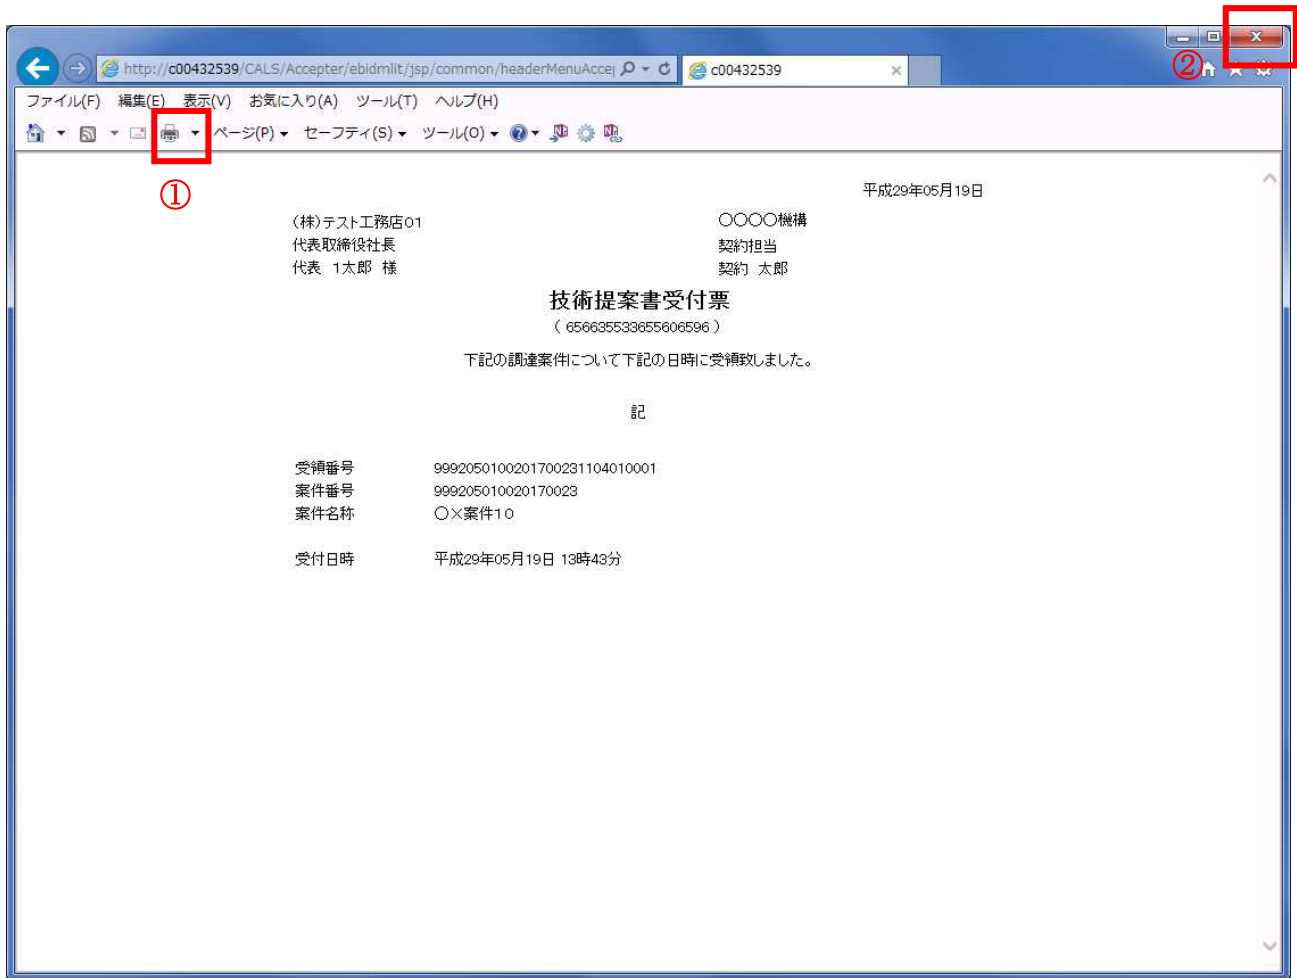 http://c00432539/CALS/Accepter/ebidmlit/jsp/common/headerMenuAccep
c00432539
②
ファイル(F) 編集(E) 表示(V) お気に入り(A) ツール(T) ヘルプ(H)
ページ(P) セーフティ(S) ツール(O)
①
平成29年05月19日
(株)テスト工務店01 ○○○○機構
代表取締役社長 契約担当
代表 1太郎 様 契約 太郎
技術提案書受付票
( 656635533655606596 )
下記の調達案件について下記の日時に受領致しました。
記
受領番号 9992050100201700231104010001
案件番号 999205010020170023
案件名称 ○×案件10
受付日時 平成29年05月19日 13時43分